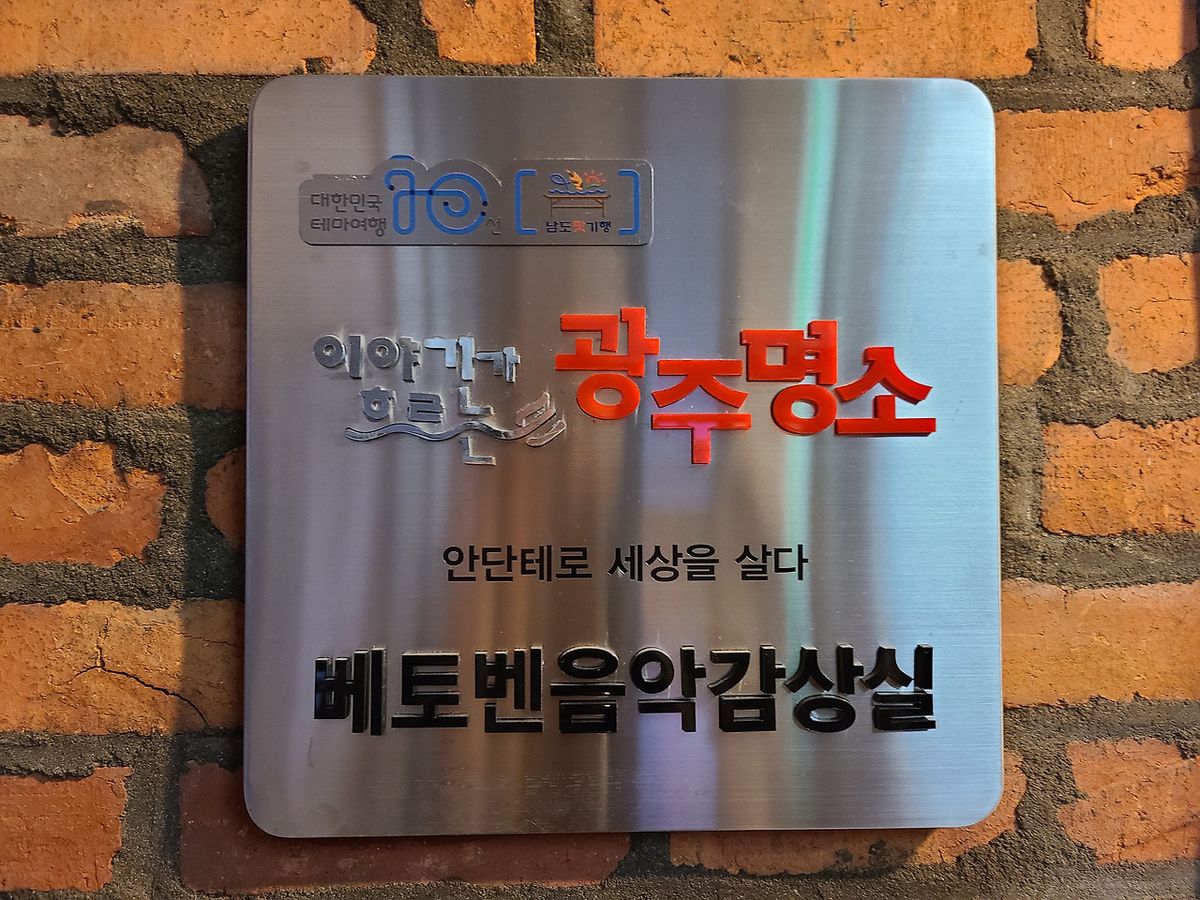 대한민국
테마여행 10선
남도맛기행
이야기가
흐르는
광주명소
안단테로 세상을 살다
베토벤음악감상실